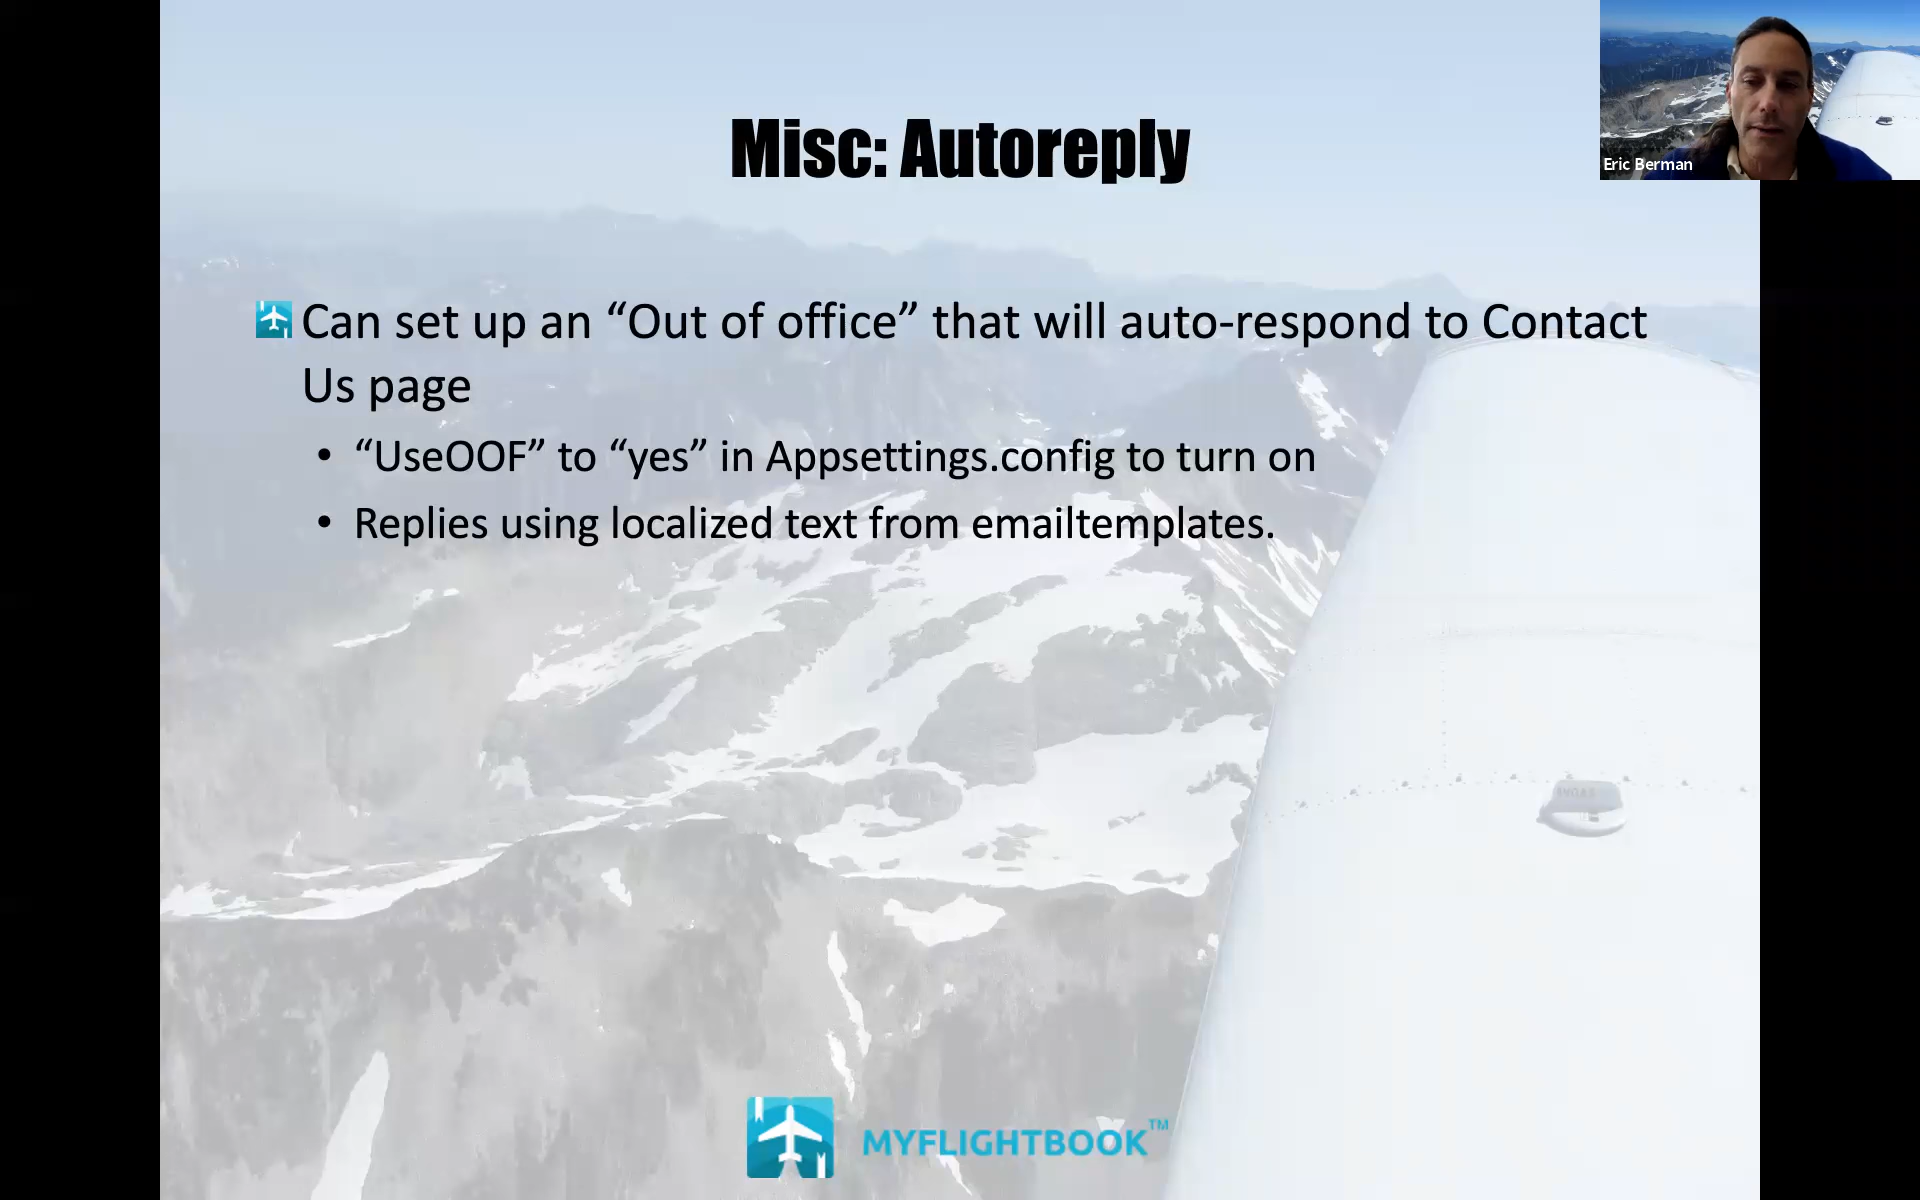 Misc: Autoreply
Eric Berman
Can set up an “Out of office” that will auto-respond to Contact
Us page
• “UseOOF” to “yes” in Appsettings.config to turn on
• Replies using localized text from emailtemplates.
MYFLIGHTBOOK™